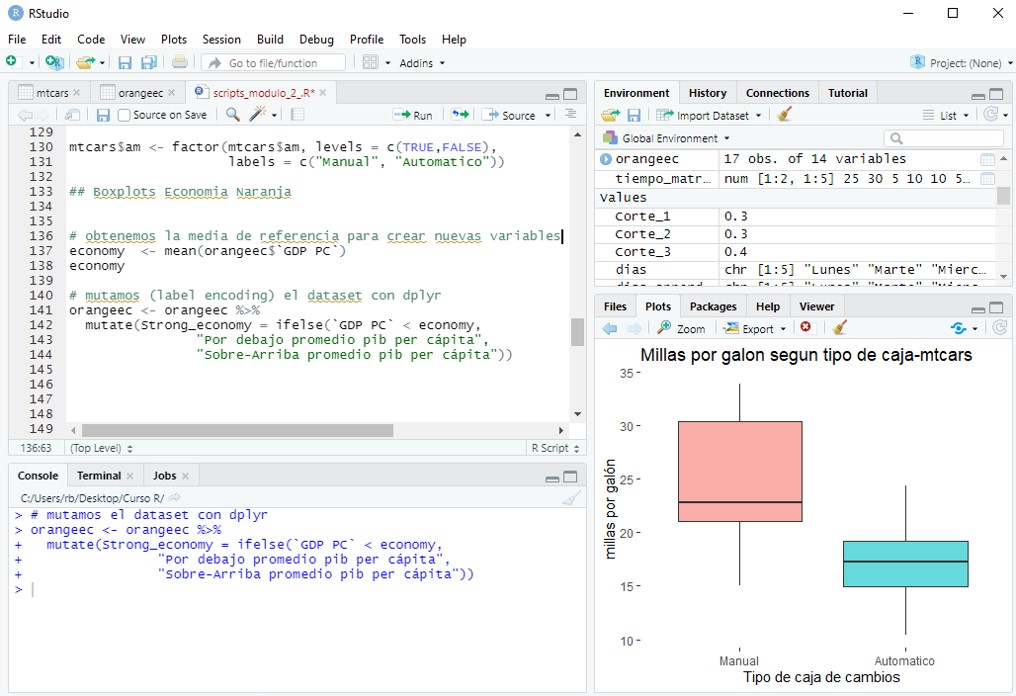 RStudio
File Edit Code View Plots Session Build Debug Profile Tools Help
Go to file/function Addins Project: (None)
mtcars orangeec scripts_modulo_2_.R*
Source on Save Run Source
129
130 mtcars$am <- factor(mtcars$am, levels = c(TRUE,FALSE),
131 labels = c("Manual", "Automatico"))
132
133 ## Boxplots Economia Naranja
134
135
136 # obtenemos la media de referencia para crear nuevas variables
137 economy <- mean(orangeec$`GDP PC`)
138 economy
139
140 # mutamos (label encoding) el dataset con dplyr
141 orangeec <- orangeec %>%
142 mutate(Strong_economy = ifelse(`GDP PC` < economy,
143 "Por debajo promedio pib per cápita",
144 "Sobre-Arriba promedio pib per cápita"))
145
146
147
148
149
136:63 (Top Level) R Script
Console Terminal Jobs
C:/Users/rb/Desktop/Curso R/
> # mutamos el dataset con dplyr
> orangeec <- orangeec %>%
+ mutate(Strong_economy = ifelse(`GDP PC` < economy,
+ "Por debajo promedio pib per cápita",
+ "Sobre-Arriba promedio pib per cápita"))
>
Environment History Connections Tutorial
Import Dataset List
Global Environment
orangeec 17 obs. of 14 variables
tiempo_matr... num [1:2, 1:5] 25 30 5 10 10 5...
Values
Corte_1 0.3
Corte_2 0.3
Corte_3 0.4
dias chr [1:5] "Lunes" "Marte" "Mierc...
Files Plots Packages Help Viewer
Zoom Export
Millas por galon segun tipo de caja-mtcars
35
30
25
20
15
10
millas por galón
Manual Automatico
Tipo de caja de cambios